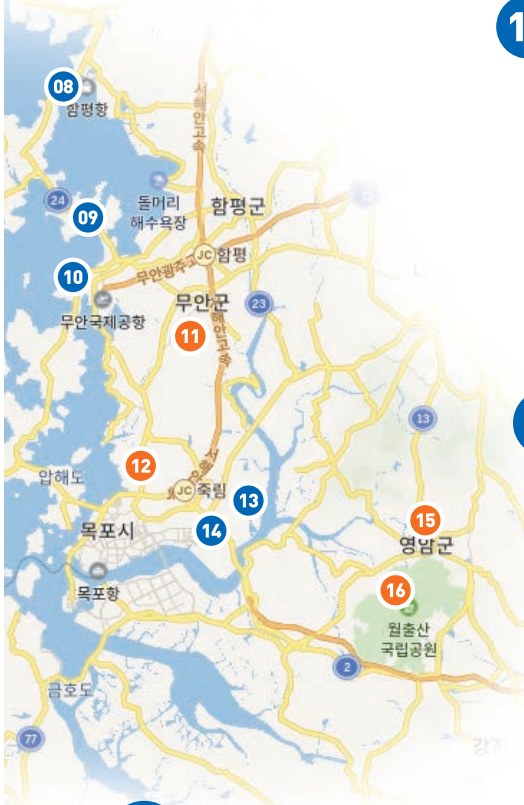 1
08
함평항
서해안고속
24
09
돌머리
해수욕장
함평군
10
JC 함평
무안광주고
무안국제공항
무안군
23
서해안고속
11
13
12
압해도
JC 죽림
13
14
목포시
15
영암군
목포항
16
월출산
국립공원
2
금호도
77
강진